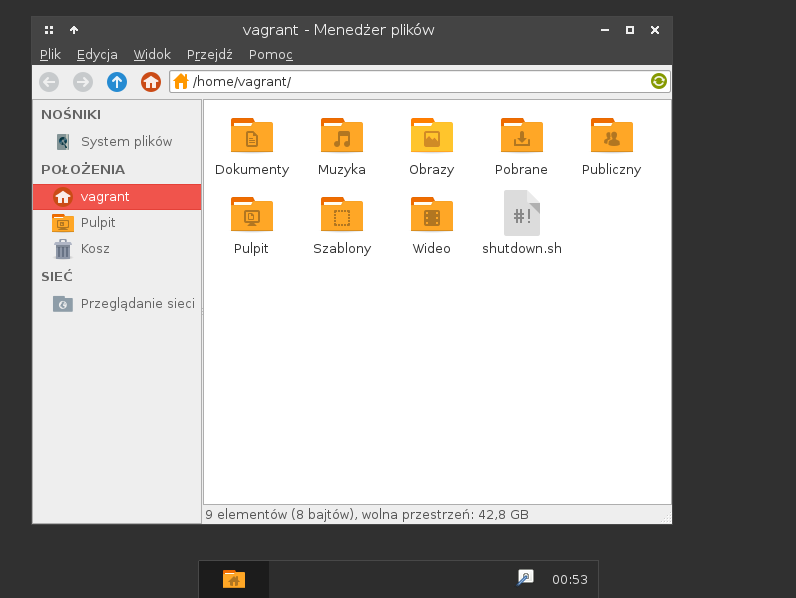 vagrant - Menedżer plików
Plik Edycja Widok Przejdź Pomoc
/home/vagrant/
NOŚNIKI
System plików
POŁOŻENIA
vagrant
Pulpit
Kosz
SIEĆ
Przeglądanie sieci
Dokumenty Muzyka Obrazy Pobrane Publiczny
#!
Pulpit Szablony Wideo shutdown.sh
9 elementów (8 bajtów), wolna przestrzeń: 42,8 GB
00:53